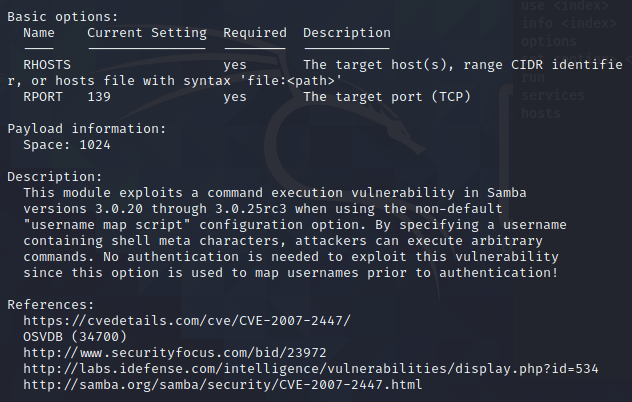 Basic options:
Name Current Setting Required Description
RHOSTS yes The target host(s), range CIDR identifie
r, or hosts file with syntax 'file:<path>'
RPORT 139 yes The target port (TCP)
Payload information:
Space: 1024
Description:
This module exploits a command execution vulnerability in Samba
versions 3.0.20 through 3.0.25rc3 when using the non-default
"username map script" configuration option. By specifying a username
containing shell meta characters, attackers can execute arbitrary
commands. No authentication is needed to exploit this vulnerability
since this option is used to map usernames prior to authentication!
References:
https://cvedetails.com/cve/CVE-2007-2447/
OSVDB (34700)
http://www.securityfocus.com/bid/23972
http://labs.idefense.com/intelligence/vulnerabilities/display.php?id=534
http://samba.org/samba/security/CVE-2007-2447.html
use <index>
info <index>
options
run
services
hosts